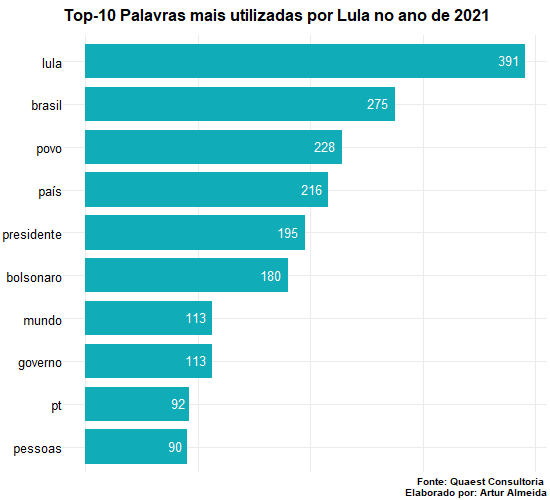 Top-10 Palavras mais utilizadas por Lula no ano de 2021
lula 391
brasil 275
povo 228
país 216
presidente 195
bolsonaro 180
mundo 113
governo 113
pt 92
pessoas 90
Fonte: Quaest Consultoria
Elaborado por: Artur Almeida